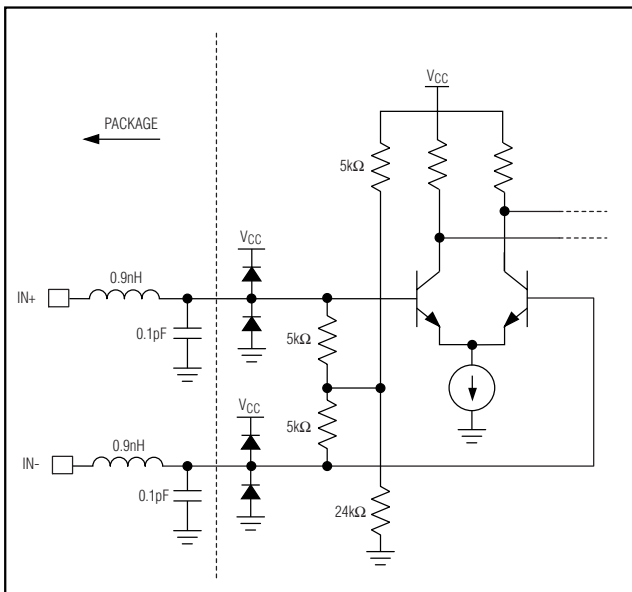 VCC
PACKAGE
5kΩ
VCC
0.9nH
IN+
0.1pF
5kΩ
VCC
5kΩ
0.9nH
IN-
0.1pF
24kΩ